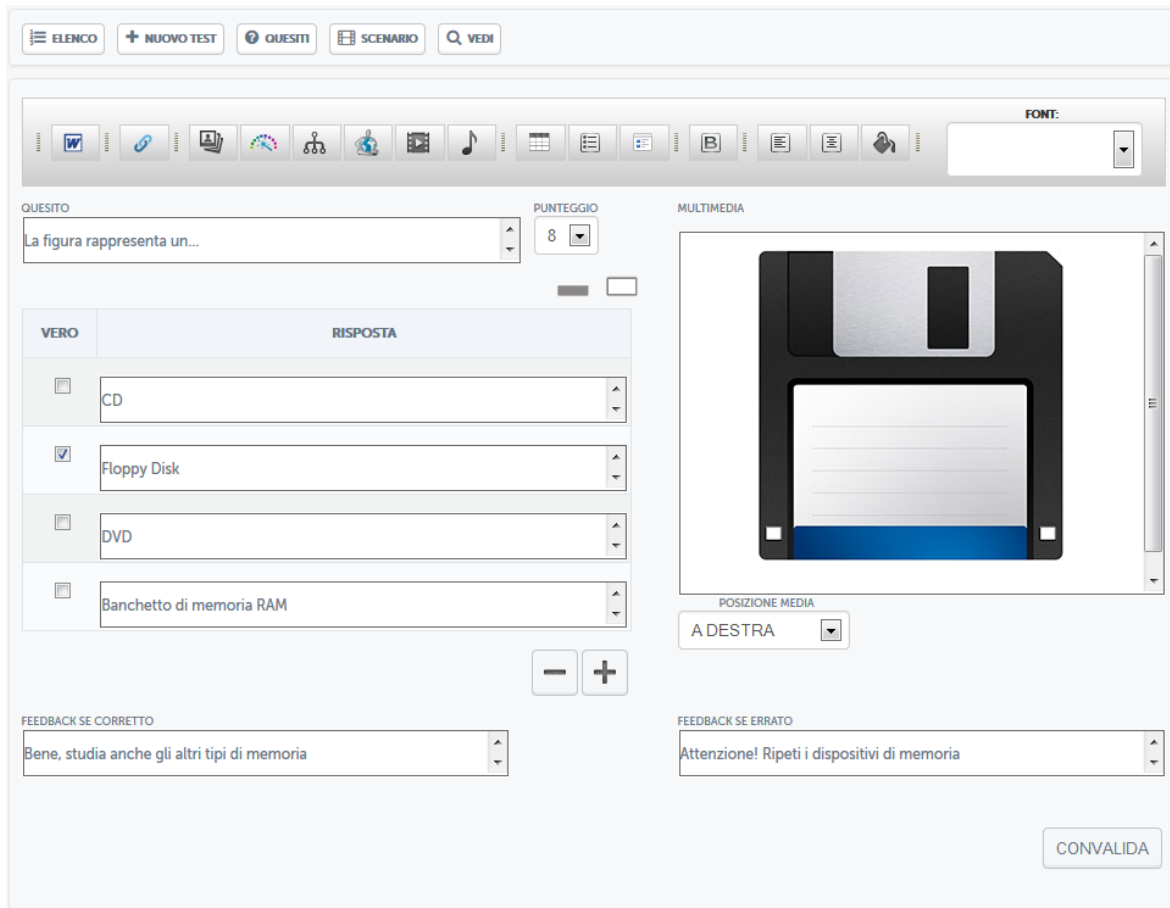 ELENCO
NUOVO TEST
QUESITI
SCENARIO
VEDI
FONT:
W
B
QUESITO
PUNTEGGIO
MULTIMEDIA
La figura rappresenta un...
8
VERO
RISPOSTA
CD
Floppy Disk
DVD
Banchetto di memoria RAM
POSIZIONE MEDIA
A DESTRA
FEEDBACK SE CORRETTO
FEEDBACK SE ERRATO
Bene, studia anche gli altri tipi di memoria
Attenzione! Ripeti i dispositivi di memoria
CONVALIDA